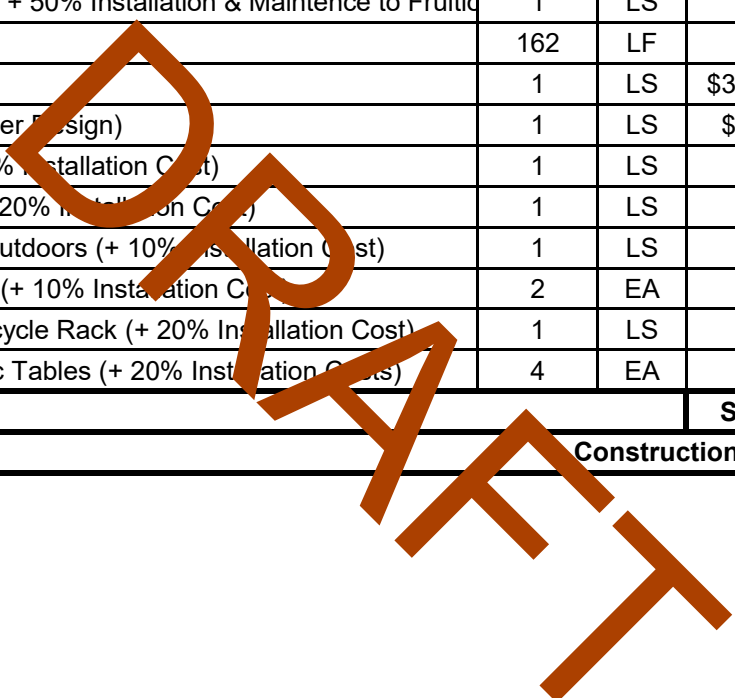 + 50% Installation & Maintence to Fruitio 1 LS
162 LF
1 LS $3
er Design) 1 LS $
% Installation Cost) 1 LS
20% Installation Cost) 1 LS
utdoors (+ 10% Installation Cost) 1 LS
(+ 10% Installation Cost) 2 EA
cycle Rack (+ 20% Installation Cost) 1 LS
c Tables (+ 20% Installation Costs) 4 EA
S
Construction
DRAFT